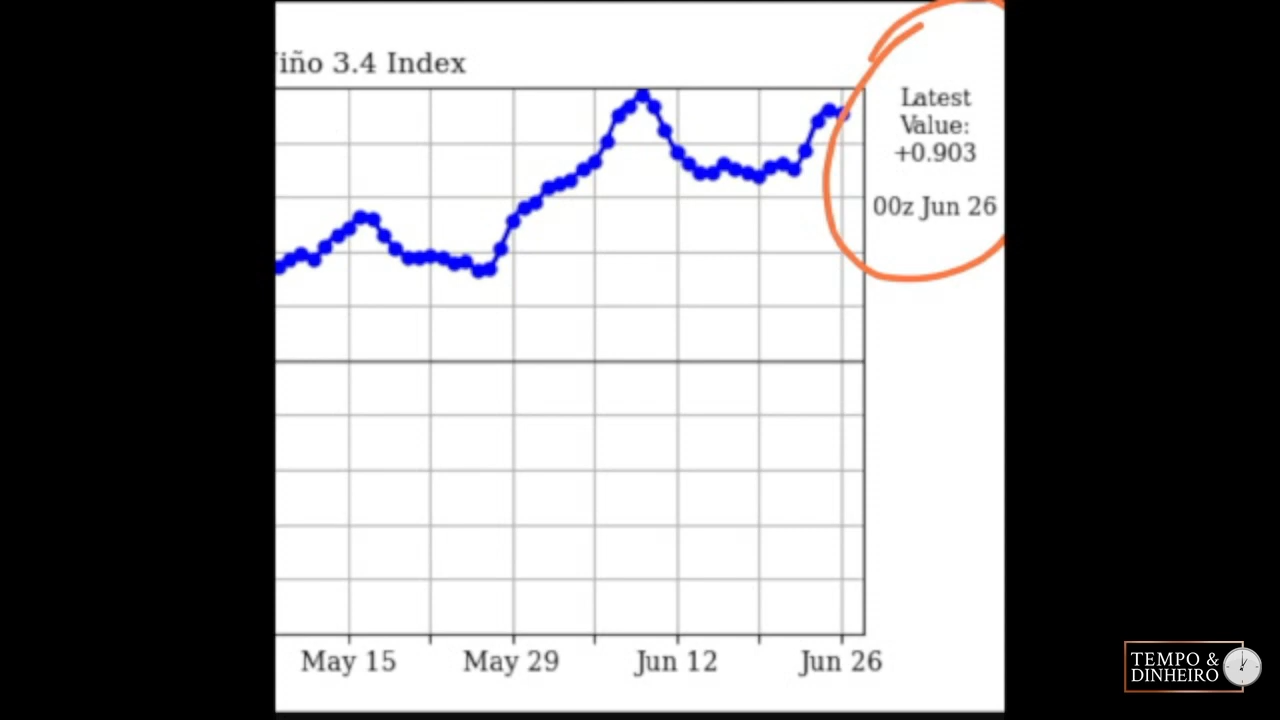 iño 3.4 Index
Latest
Value:
+0.903
00z Jun 26
May 15
May 29
Jun 12
Jun 26
TEMPO &
DINHEIRO